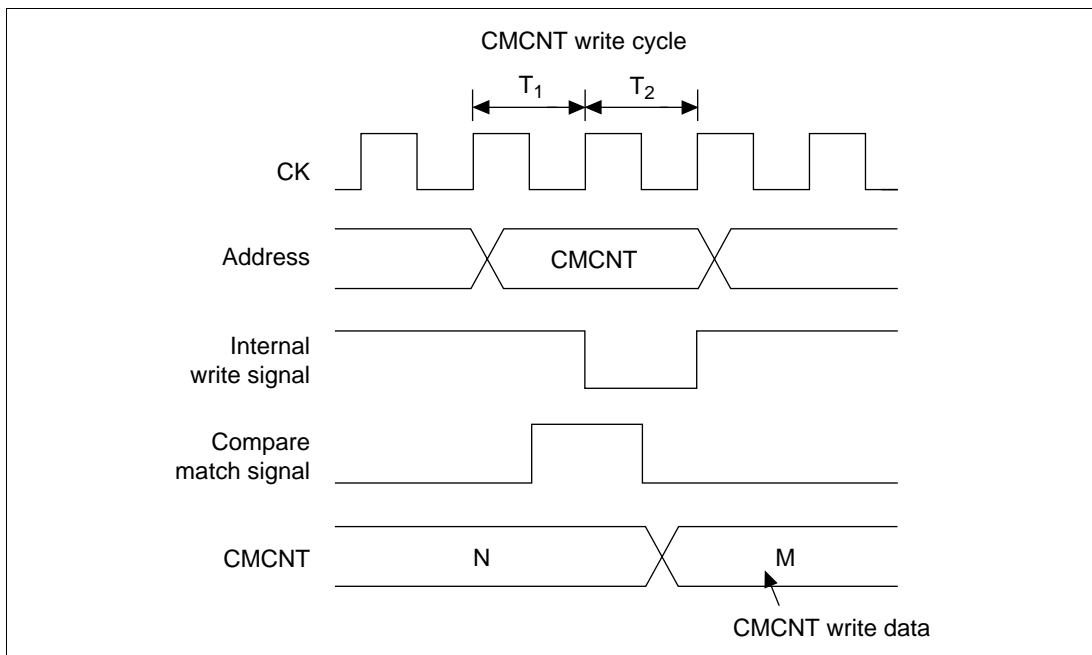 CMCNT write cycle
T1 T2
CK
Address
CMCNT
Internal
write signal
Compare
match signal
CMCNT
N
M
CMCNT write data